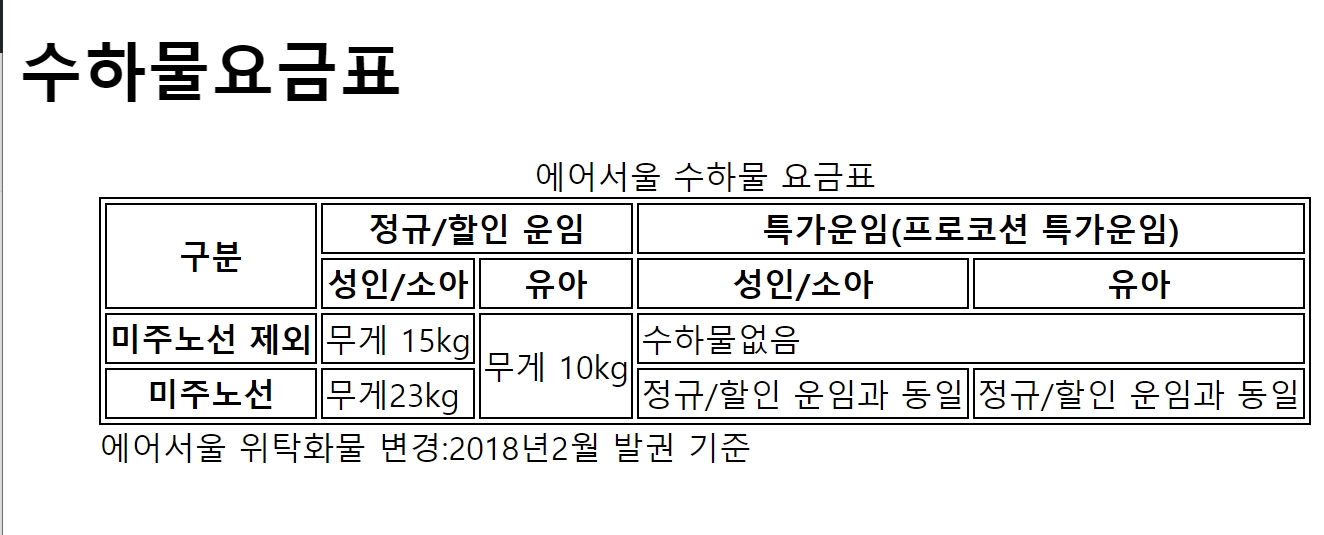 수하물요금표
에어서울 수하물 요금표
구분 정규/할인 운임 특가운임(프로코션 특가운임)
성인/소아 유아 성인/소아 유아
미주노선 제외 무게 15kg 무게 10kg 수하물없음
미주노선 무게23kg 정규/할인 운임과 동일 정규/할인 운임과 동일
에어서울 위탁화물 변경:2018년2월 발권 기준